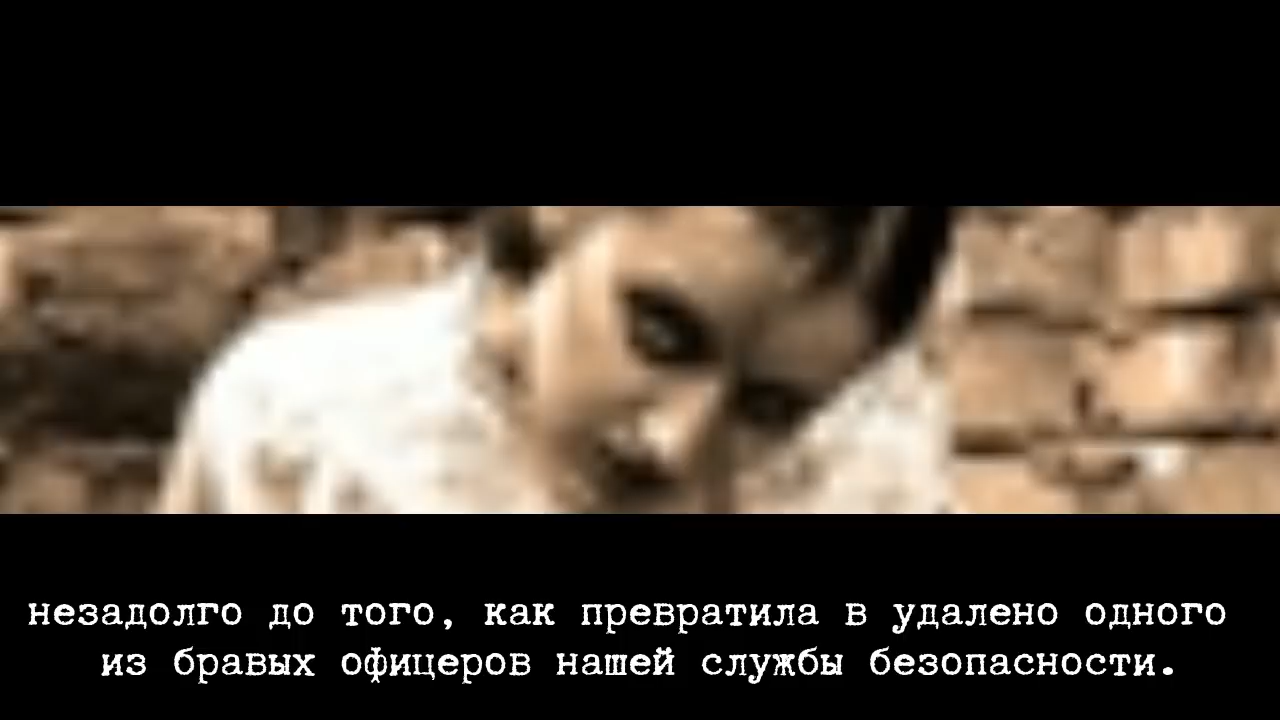 незадолго до того, как превратила в удалено одного
из бравых офицеров нашей службы безопасности.